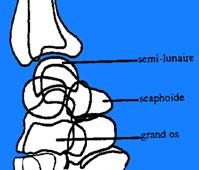 semi-lunaire
scaphoïde
grand os